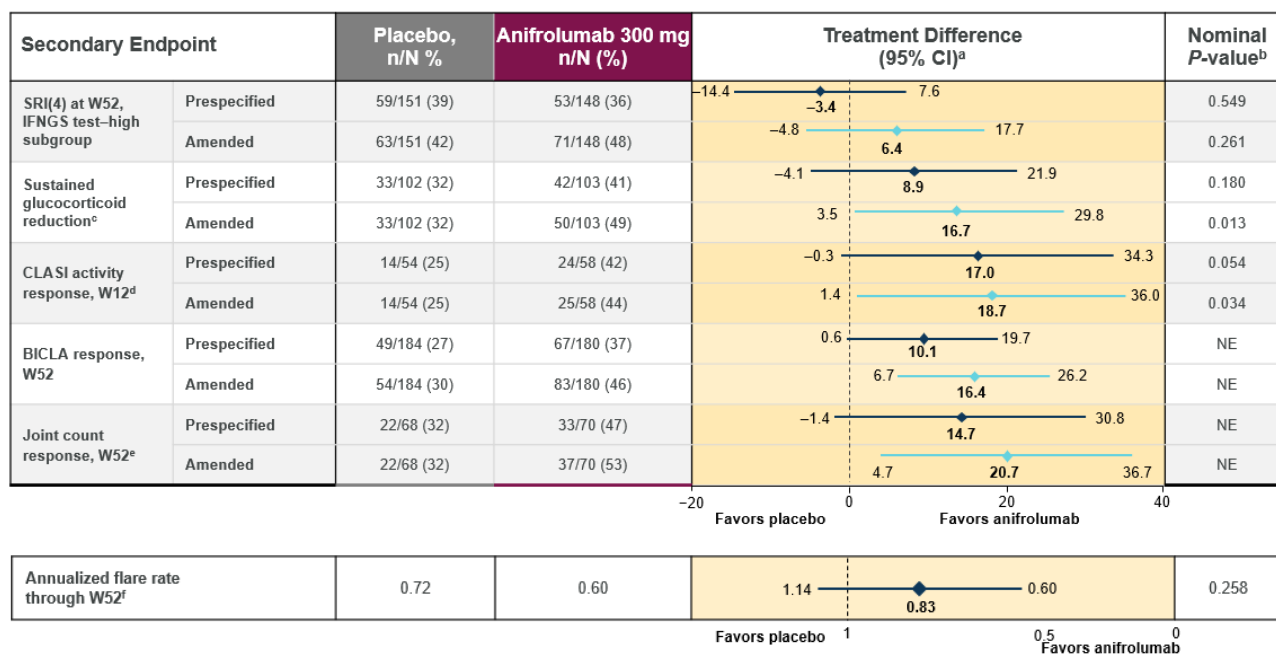 Secondary Endpoint
Placebo,
n/N %
Anifrolumab 300 mg
n/N (%)
Treatment Difference
(95% CI)ᵃ
Nominal
P-valueᵇ
SRI(4) at W52,
IFNGS test–high
subgroup
Prespecified
59/151 (39)
53/148 (36)
−14.4
−3.4
7.6
0.549
Amended
63/151 (42)
71/148 (48)
−4.8
6.4
17.7
0.261
Sustained
glucocorticoid
reductionᶜ
Prespecified
33/102 (32)
42/103 (41)
−4.1
8.9
21.9
0.180
Amended
33/102 (32)
50/103 (49)
3.5
16.7
29.8
0.013
CLASI activity
response, W12ᵈ
Prespecified
14/54 (25)
24/58 (42)
−0.3
17.0
34.3
0.054
Amended
14/54 (25)
25/58 (44)
1.4
18.7
36.0
0.034
BICLA response,
W52
Prespecified
49/184 (27)
67/180 (37)
0.6
10.1
19.7
NE
Amended
54/184 (30)
83/180 (46)
6.7
16.4
26.2
NE
Joint count
response, W52ᵉ
Prespecified
22/68 (32)
33/70 (47)
−1.4
14.7
30.8
NE
Amended
22/68 (32)
37/70 (53)
4.7
20.7
36.7
NE
−20
0
20
40
Favors placebo
Favors anifrolumab
Annualized flare rate
through W52ᶠ
0.72
0.60
1.14
0.83
0.60
0.258
Favors placebo
1
0.5
0
Favors anifrolumab